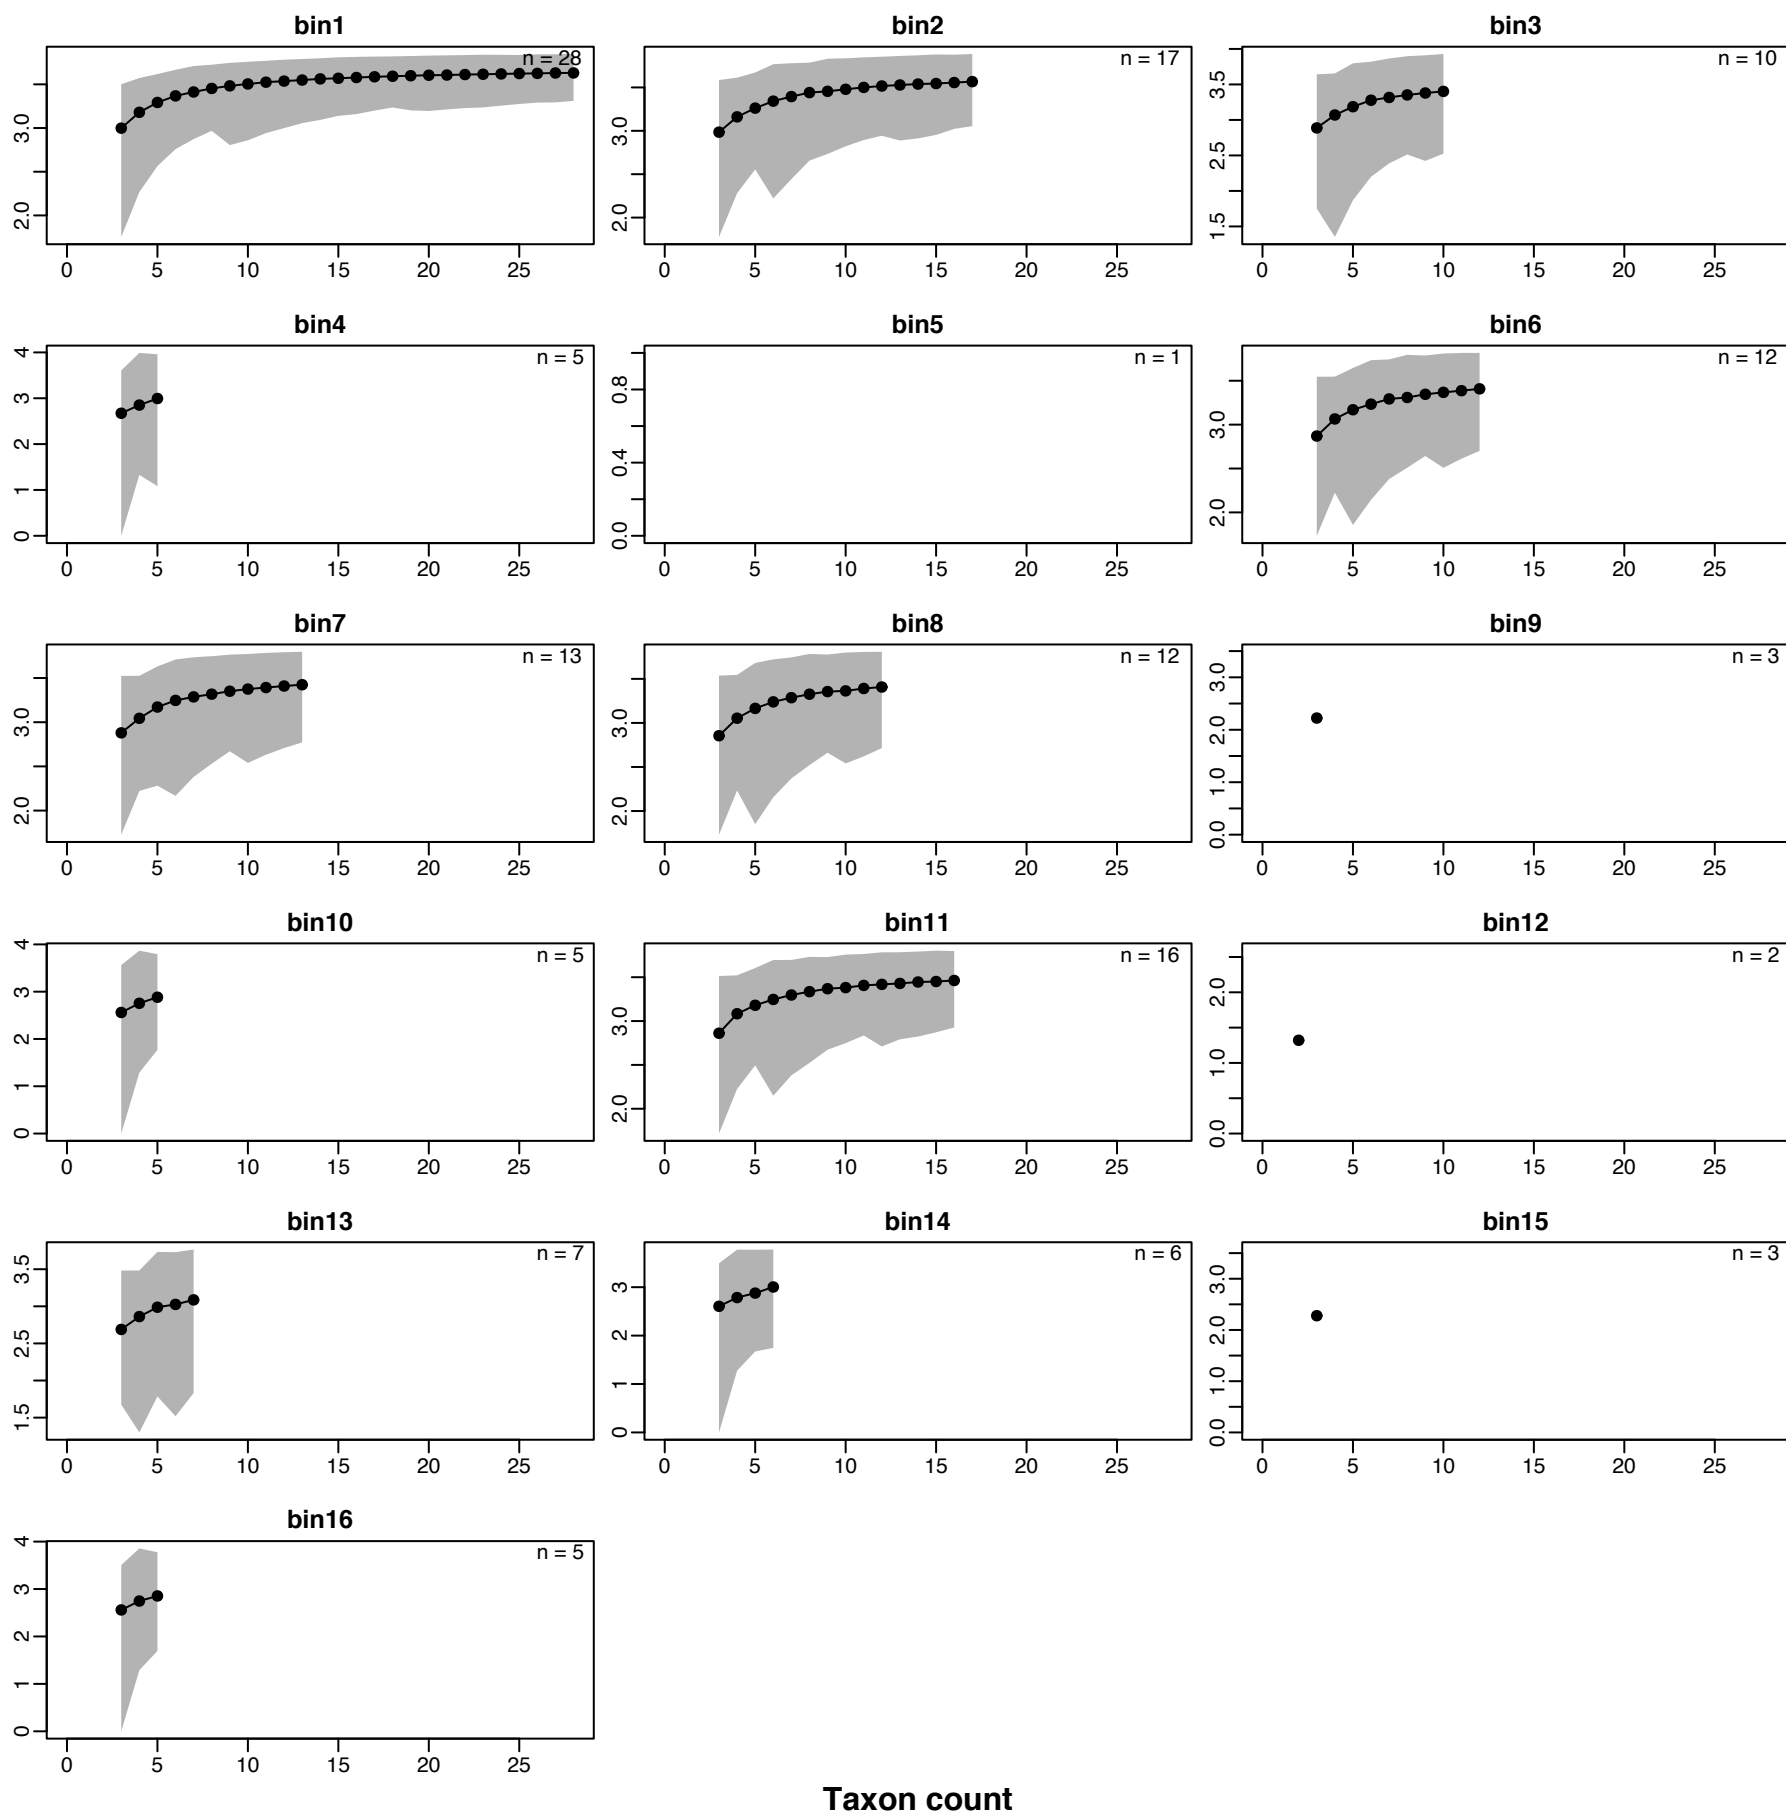 bin1 bin2 bin3
n = 28 n = 17 n = 10
2.0 3.0 2.0 3.0 1.5 2.5 3.5
0 5 10 15 20 25 0 5 10 15 20 25 0 5 10 15 20 25
bin4 bin5 bin6
n = 5 n = 1 n = 12
0 1 2 3 4 0.0 0.4 0.8 2.0 3.0
0 5 10 15 20 25 0 5 10 15 20 25 0 5 10 15 20 25
bin7 bin8 bin9
n = 13 n = 12 n = 3
2.0 3.0 2.0 3.0 0.0 1.0 2.0 3.0
0 5 10 15 20 25 0 5 10 15 20 25 0 5 10 15 20 25
bin10 bin11 bin12
n = 5 n = 16 n = 2
0 1 2 3 4 2.0 3.0 0.0 1.0 2.0
0 5 10 15 20 25 0 5 10 15 20 25 0 5 10 15 20 25
bin13 bin14 bin15
n = 7 n = 6 n = 3
1.5 2.5 3.5 0 1 2 3 0.0 1.0 2.0 3.0
0 5 10 15 20 25 0 5 10 15 20 25 0 5 10 15 20 25
bin16
n = 5
0 1 2 3 4
0 5 10 15 20 25
Taxon count